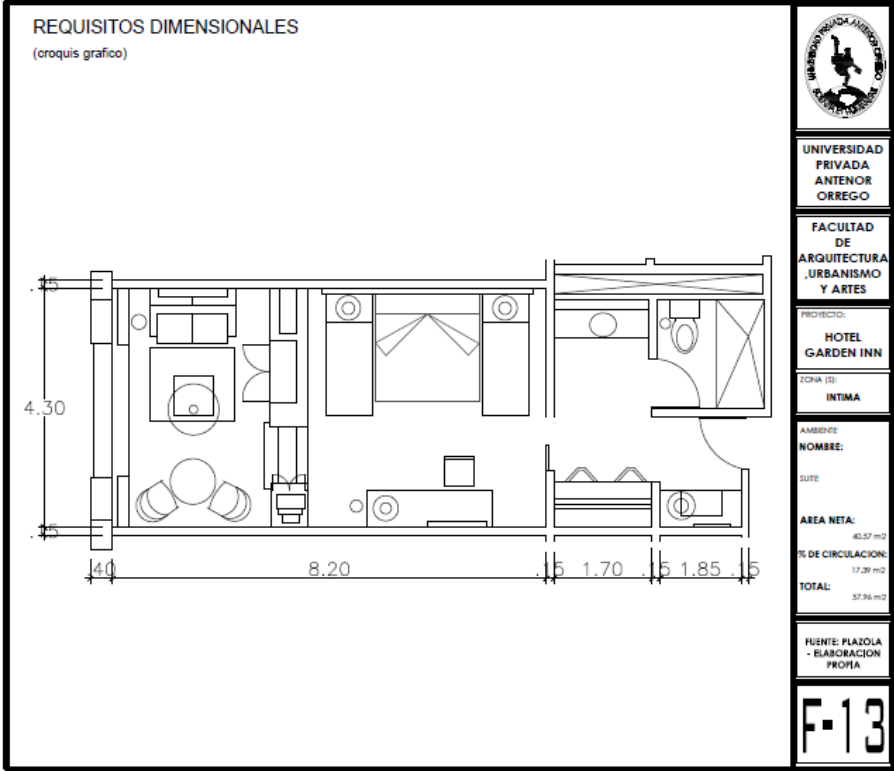 REQUISITOS DIMENSIONALES
(croquis grafico)
.15
4.30
.15
.40
8.20
.15
1.70
.15
1.85
.15
UNIVERSIDAD
PRIVADA
ANTENOR
ORREGO
FACULTAD
DE
ARQUITECTURA
,URBANISMO
Y ARTES
PROYECTO:
HOTEL
GARDEN INN
ZONA (S):
INTIMA
AMBIENTE
NOMBRE:
SUITE
AREA NETA:
40.57 m2
% DE CIRCULACION:
17.39 m2
TOTAL:
57.96 m2
FUENTE: PLAZOLA
- ELABORACION
PROPIA
F-13